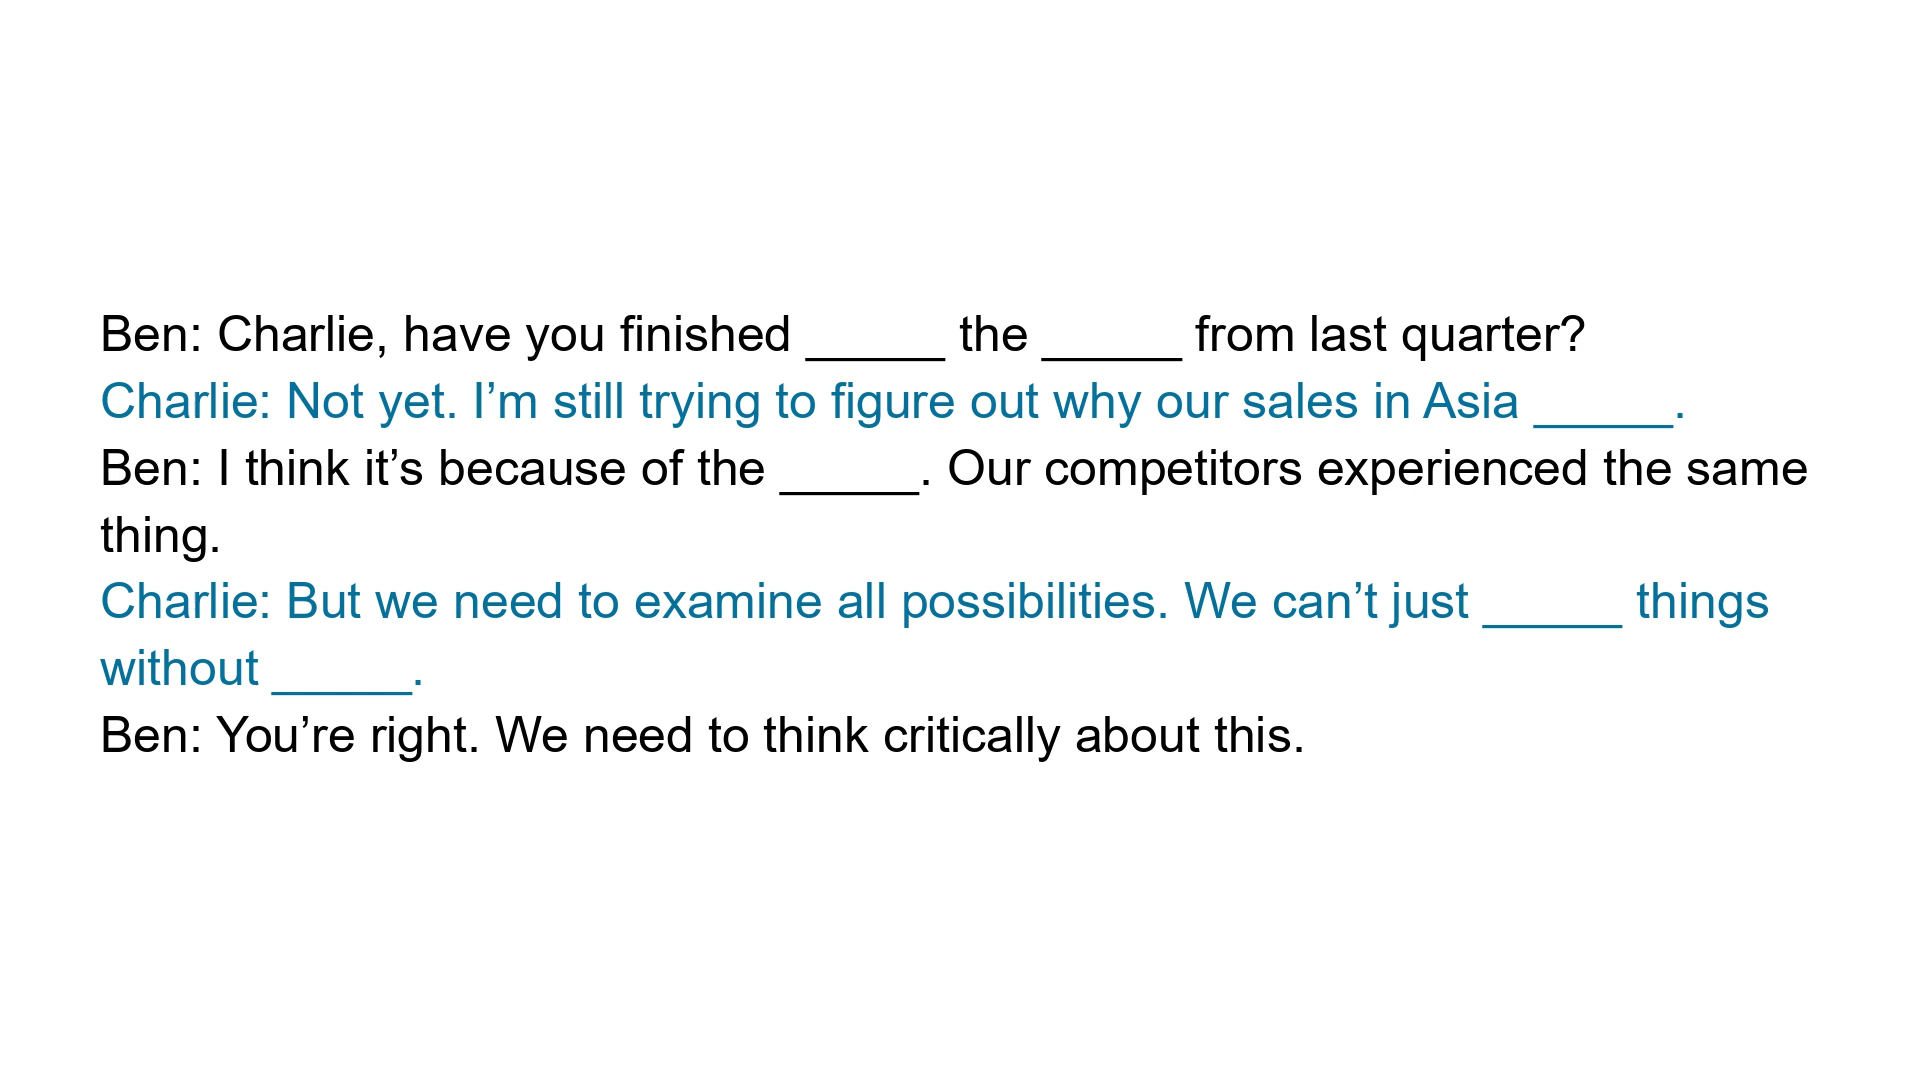 Ben: Charlie, have you finished _____ the _____ from last quarter?
Charlie: Not yet. I’m still trying to figure out why our sales in Asia _____.
Ben: I think it’s because of the _____. Our competitors experienced the same
thing.
Charlie: But we need to examine all possibilities. We can’t just _____ things
without _____.
Ben: You’re right. We need to think critically about this.